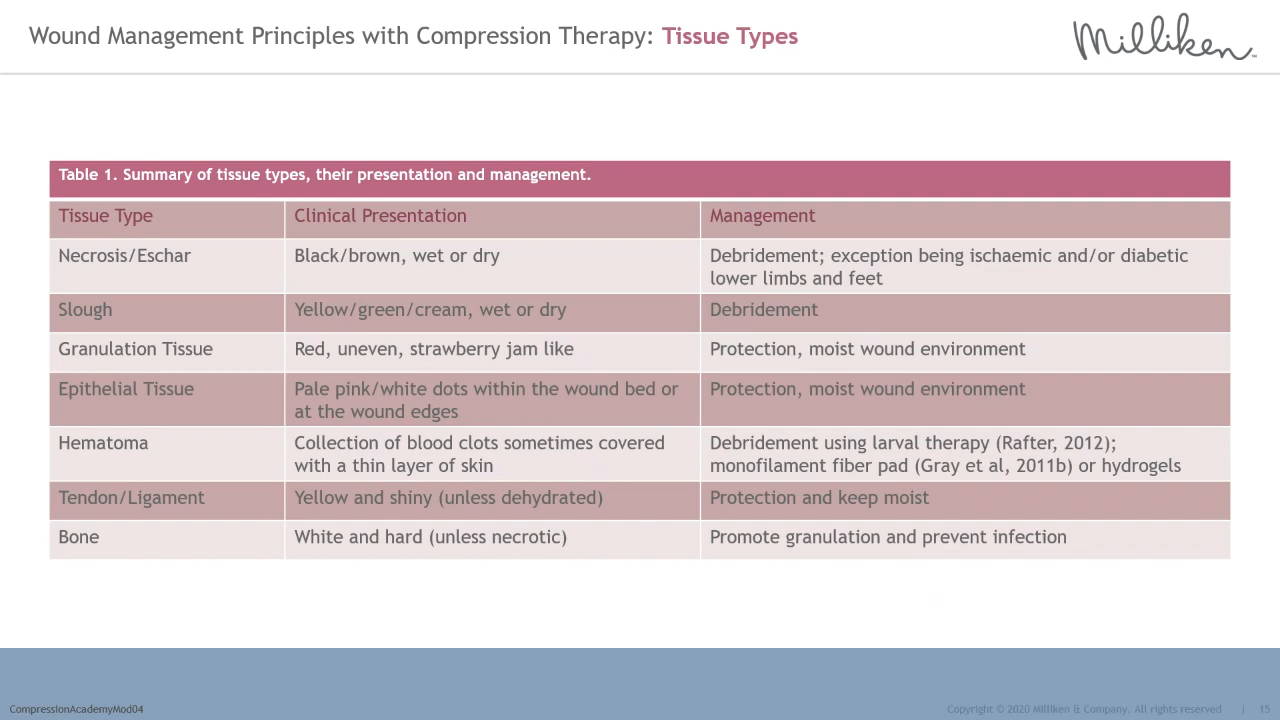 Wound Management Principles with Compression Therapy: Tissue Types
Milliken™
Table 1. Summary of tissue types, their presentation and management.
Tissue Type
Clinical Presentation
Management
Necrosis/Eschar
Black/brown, wet or dry
Debridement; exception being ischaemic and/or diabetic
lower limbs and feet
Slough
Yellow/green/cream, wet or dry
Debridement
Granulation Tissue
Red, uneven, strawberry jam like
Protection, moist wound environment
Epithelial Tissue
Pale pink/white dots within the wound bed or
at the wound edges
Protection, moist wound environment
Hematoma
Collection of blood clots sometimes covered
with a thin layer of skin
Debridement using larval therapy (Rafter, 2012);
monofilament fiber pad (Gray et al, 2011b) or hydrogels
Tendon/Ligament
Yellow and shiny (unless dehydrated)
Protection and keep moist
Bone
White and hard (unless necrotic)
Promote granulation and prevent infection
CompressionAcademyMod04
Copyright © 2020 Milliken & Company. All rights reserved | 15